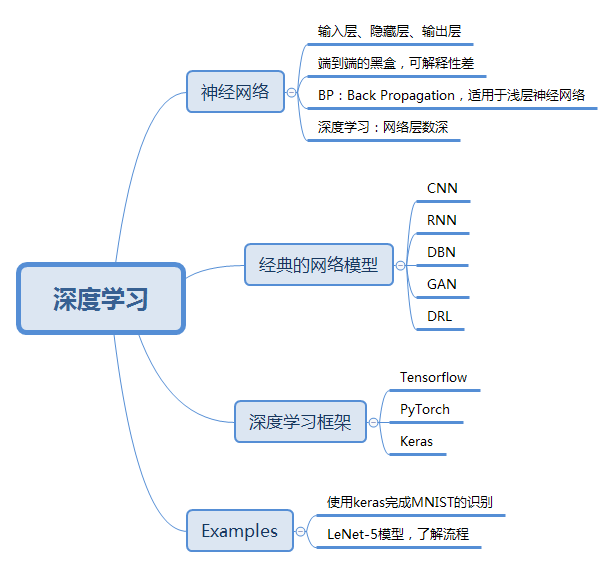 深度学习
神经网络
输入层、隐藏层、输出层
端到端的黑盒，可解释性差
BP：Back Propagation，适用于浅层神经网络
深度学习：网络层数深
经典的网络模型
CNN
RNN
DBN
GAN
DRL
深度学习框架
Tensorflow
PyTorch
Keras
Examples
使用keras完成MNIST的识别
LeNet-5模型，了解流程